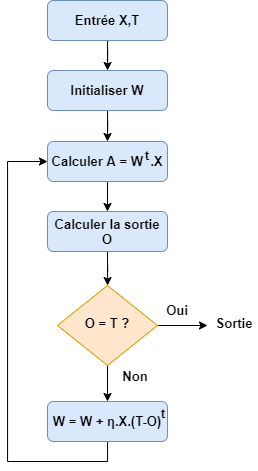 Entrée X,T
Initialiser W
Calculer A = W^t.X
Calculer la sortie
O
O = T ?
Oui
Sortie
Non
W = W + η.X.(T-O)^t